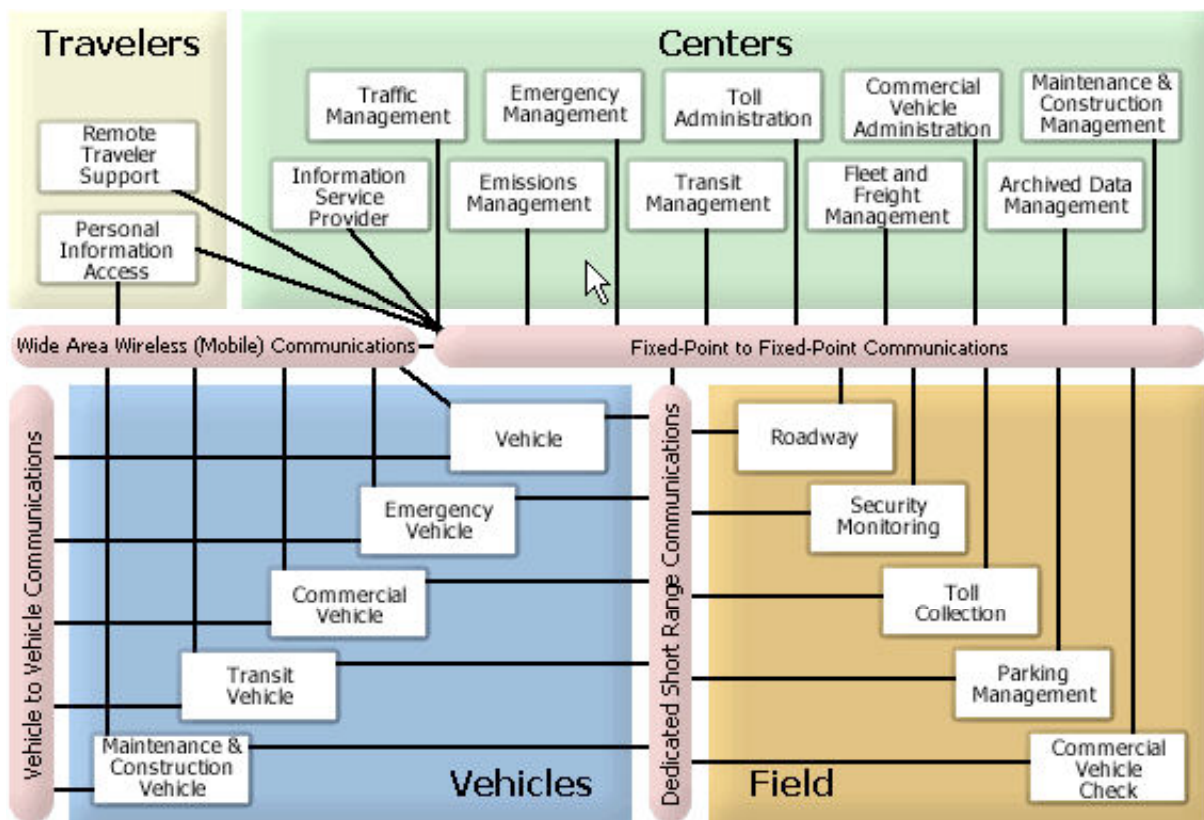 Travelers
Remote
Traveler
Support
Personal
Information
Access
Centers
Traffic
Management
Emergency
Management
Toll
Administration
Commercial
Vehicle
Administration
Maintenance &
Construction
Management
Information
Service
Provider
Emissions
Management
Transit
Management
Fleet and
Freight
Management
Archived Data
Management
Wide Area Wireless (Mobile) Communications
Fixed-Point to Fixed-Point Communications
Vehicle to Vehicle Communications
Vehicle
Emergency
Vehicle
Commercial
Vehicle
Transit
Vehicle
Maintenance &
Construction
Vehicle
Vehicles
Dedicated Short Range Communications
Roadway
Security
Monitoring
Toll
Collection
Parking
Management
Commercial
Vehicle
Check
Field